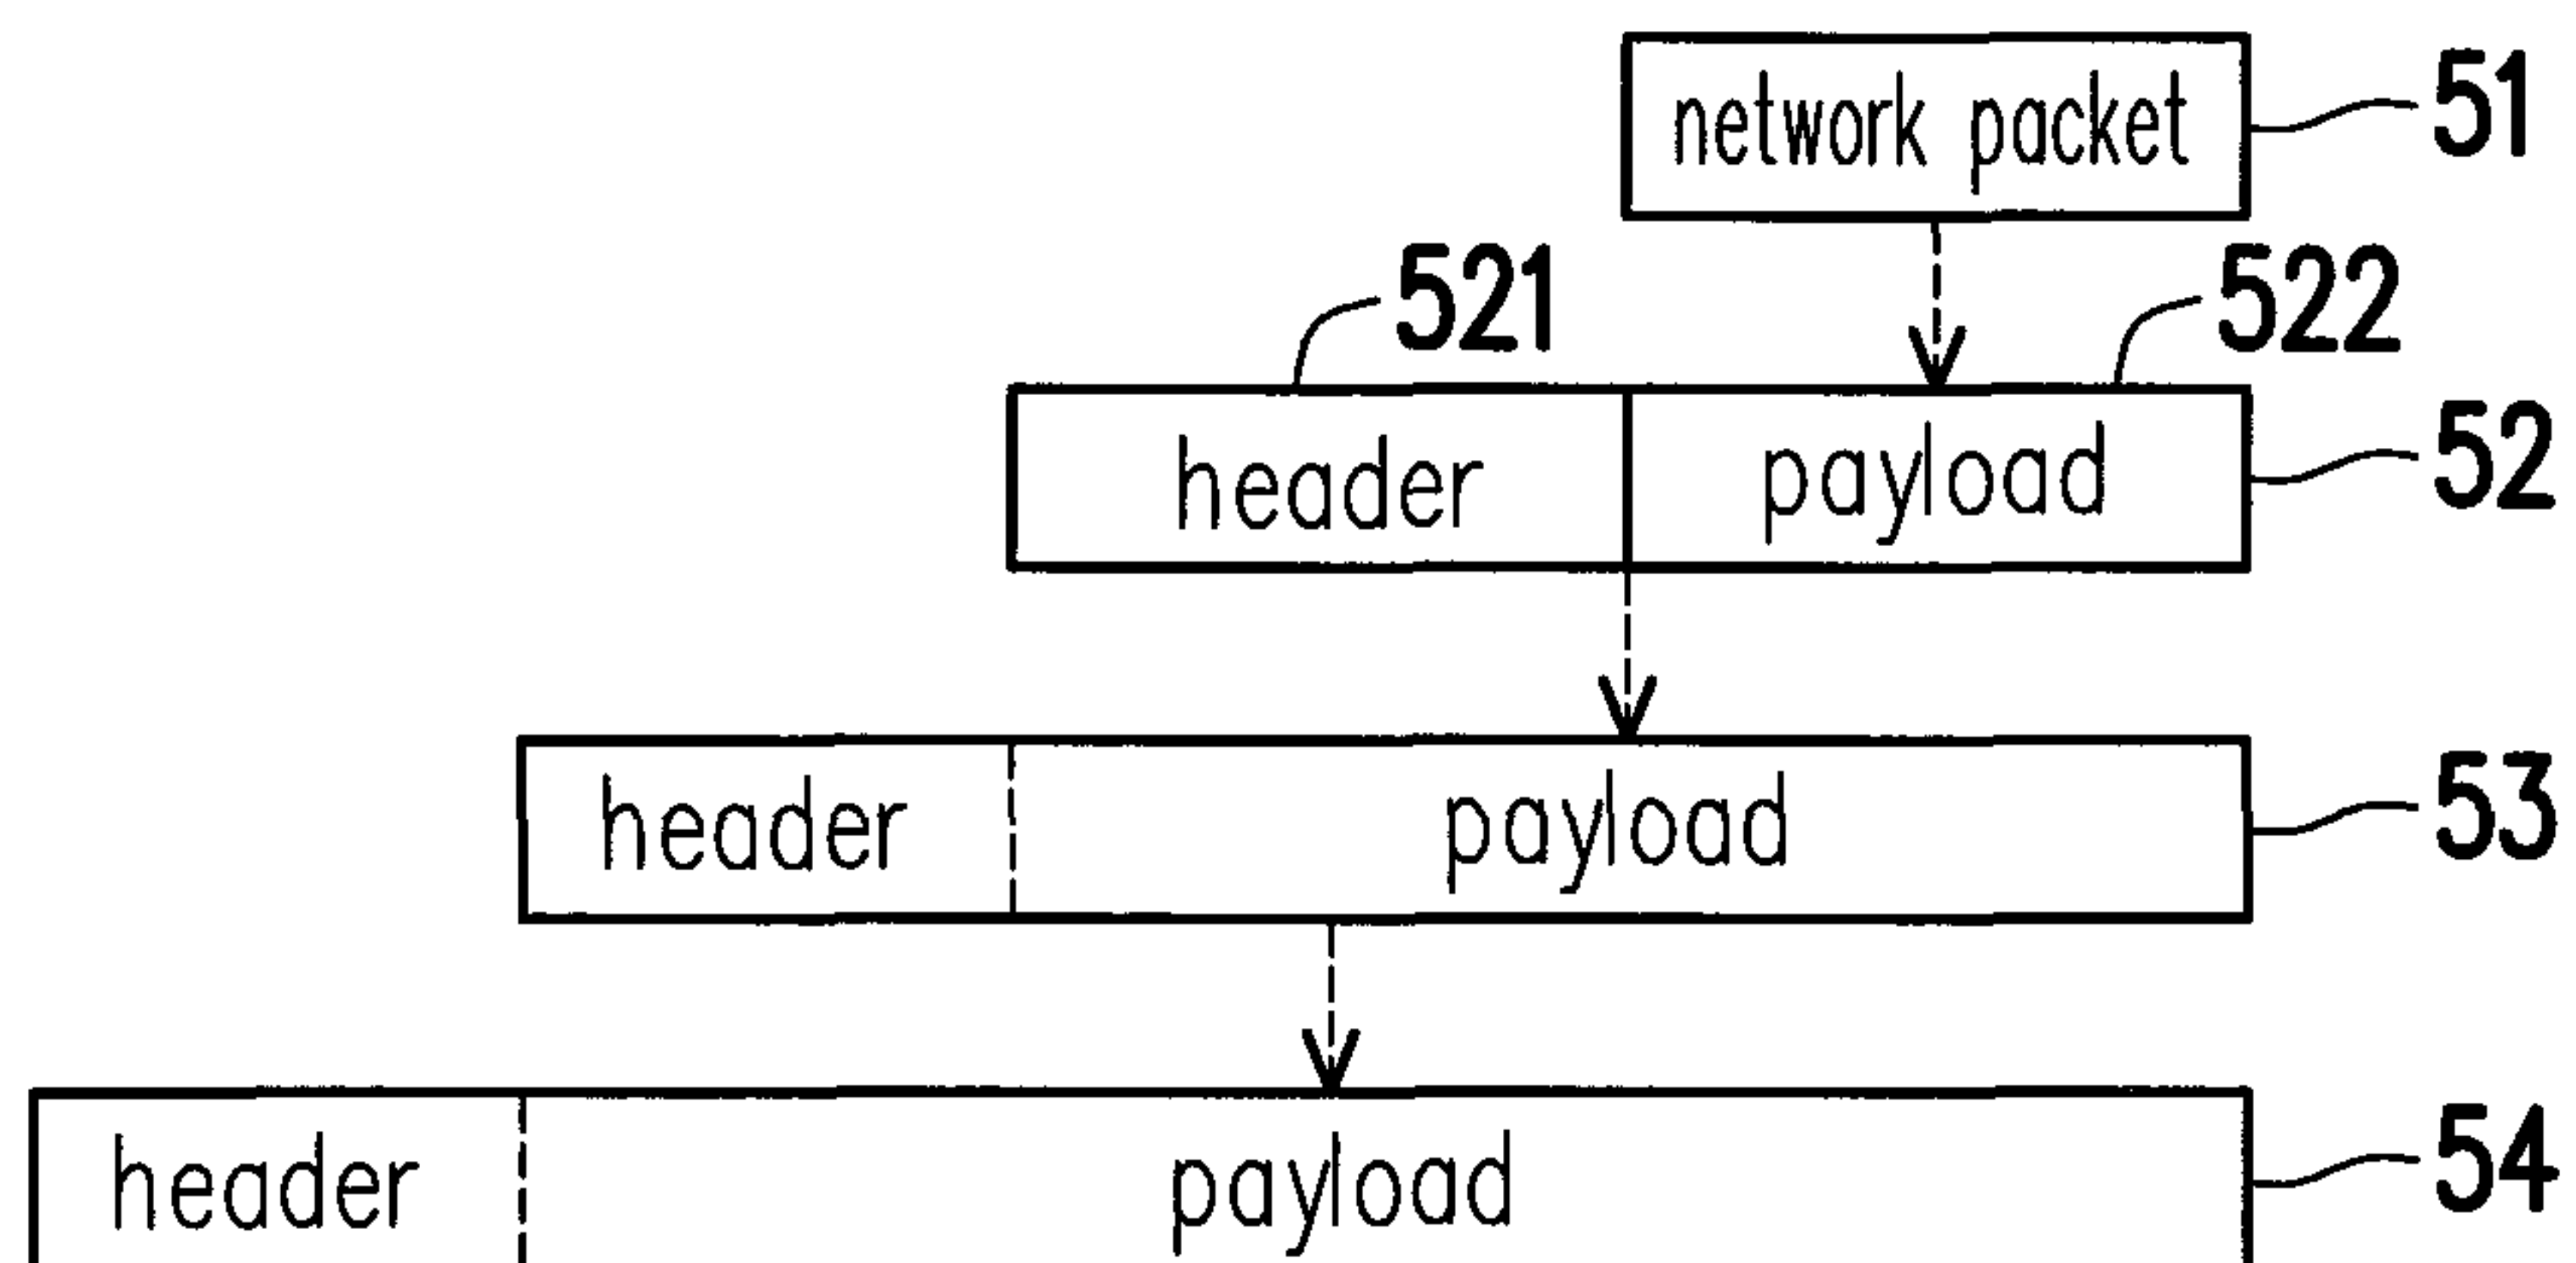 network packet 51
521 522
header payload 52
header payload 53
header payload 54